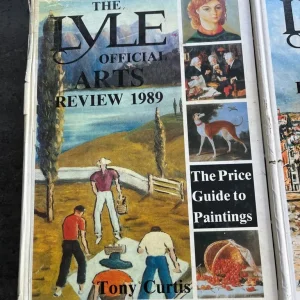 THE
LYLE
OFFICIAL
ARTS
REVIEW 1989
The Price
Guide to
Paintings
Tony Curtis